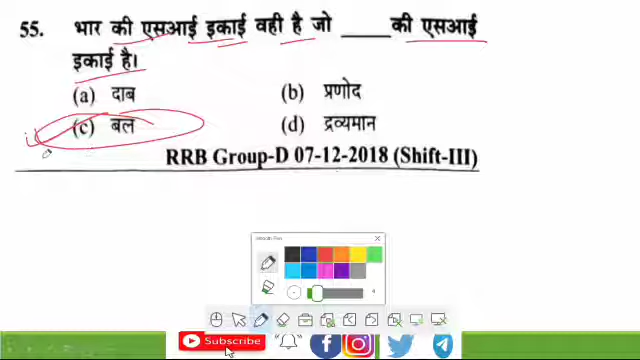 55. भार की एसआई इकाई वही है जो _____ की एसआई
इकाई है।
(a) दाब (b) प्रणोद
(c) बल (d) द्रव्यमान
RRB Group-D 07-12-2018 (Shift-III)
Subscribe